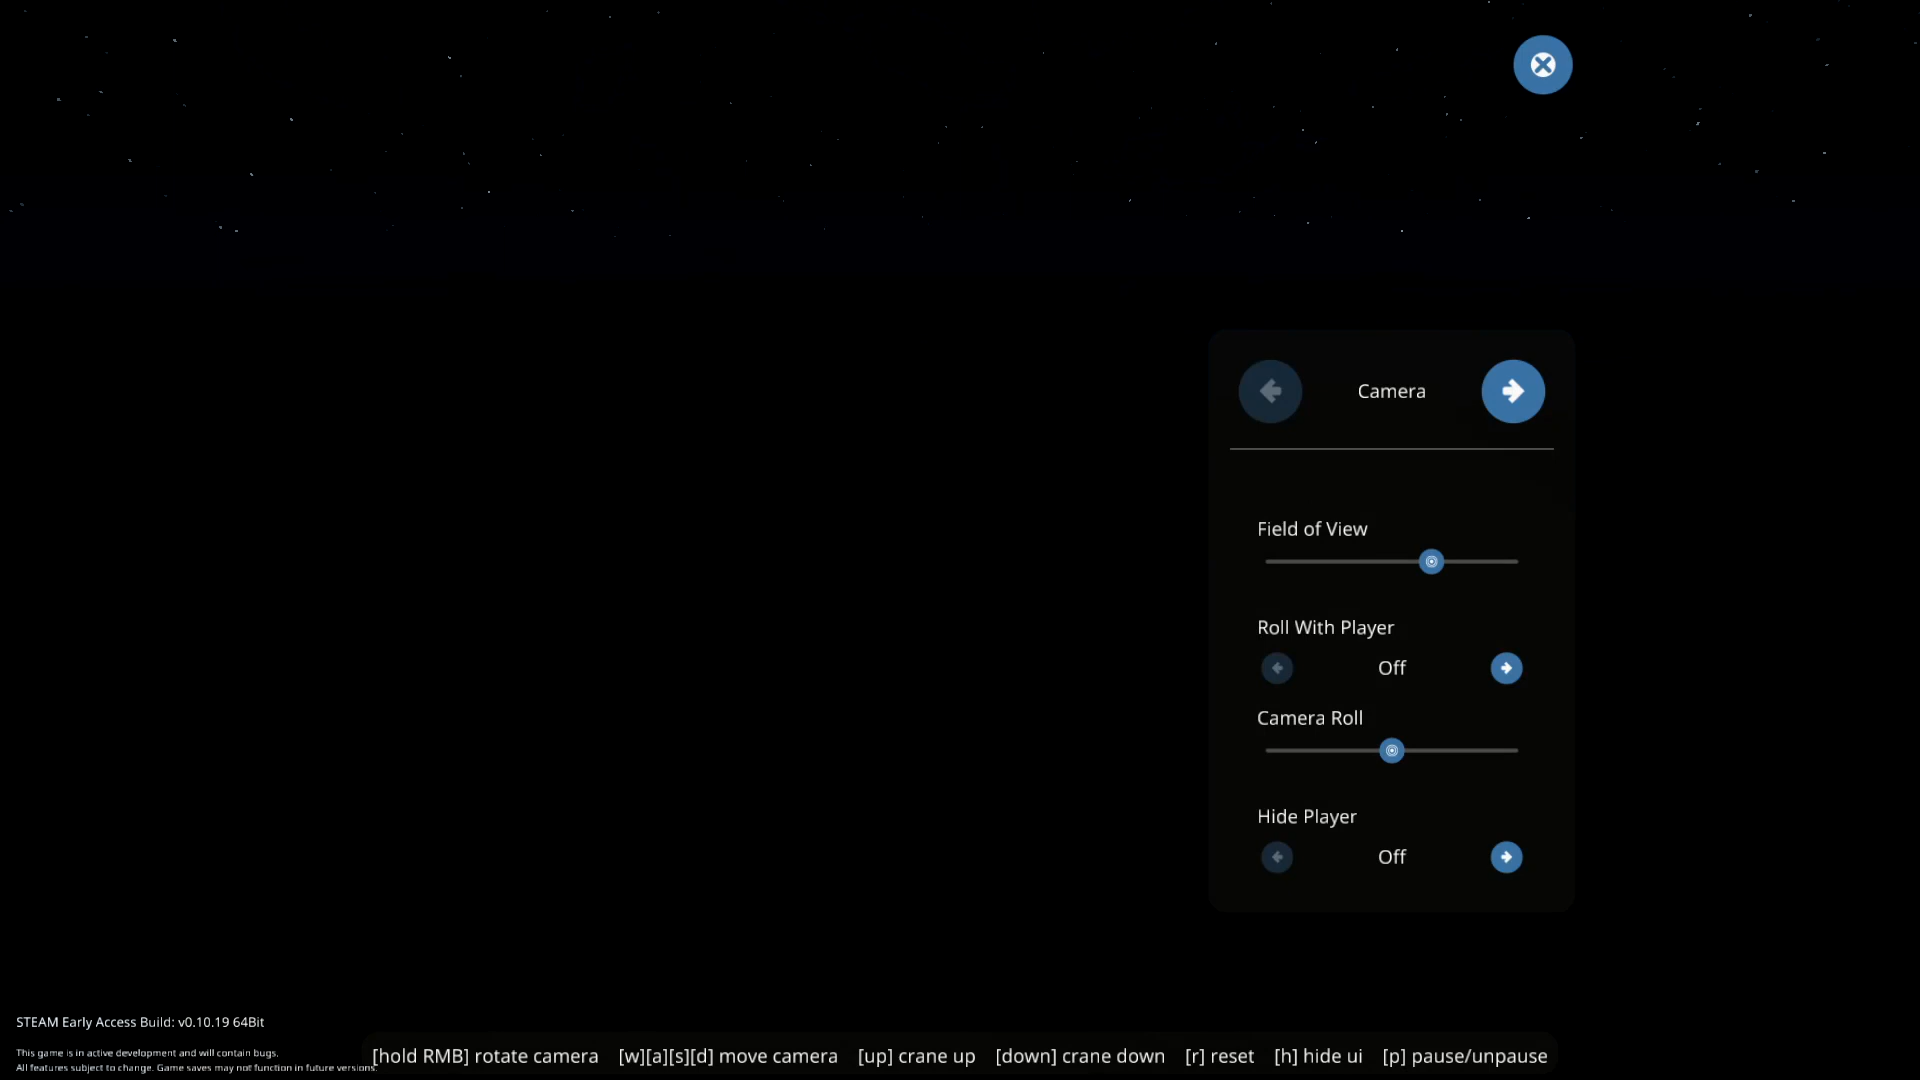 Camera
Field of View
Roll With Player
Off
Camera Roll
Hide Player
Off
STEAM Early Access Build: v0.10.19 64Bit
This game is in active development and will contain bugs,
All features subject to change. Game saves may not function in future versions.
[hold RMB] rotate camera [w][a][s][d] move camera [up] crane up [down] crane down [r] reset [h] hide ui [p] pause/unpause